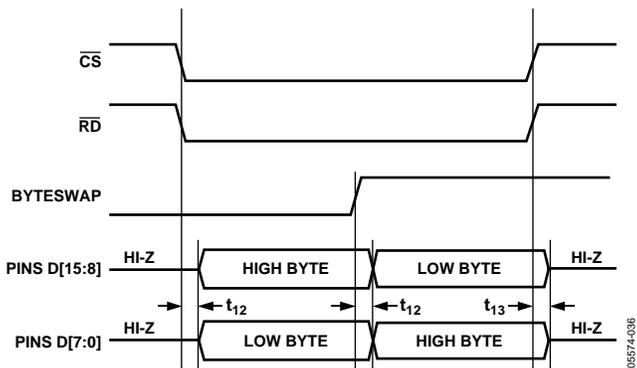 CS
RD
BYTESWAP
PINS D[15:8] HI-Z HIGH BYTE LOW BYTE HI-Z
t12 t12 t13
PINS D[7:0] HI-Z LOW BYTE HIGH BYTE HI-Z
05574-036